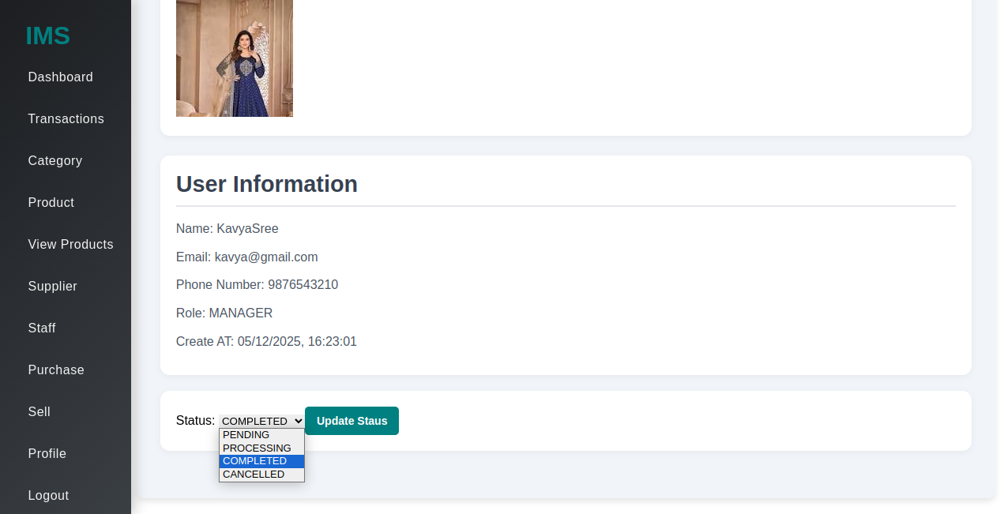 IMS
Dashboard
Transactions
Category
Product
View Products
Supplier
Staff
Purchase
Sell
Profile
Logout
User Information
Name: KavyaSree
Email: kavya@gmail.com
Phone Number: 9876543210
Role: MANAGER
Create AT: 05/12/2025, 16:23:01
Status: COMPLETED Update Staus
PENDING
PROCESSING
COMPLETED
CANCELLED